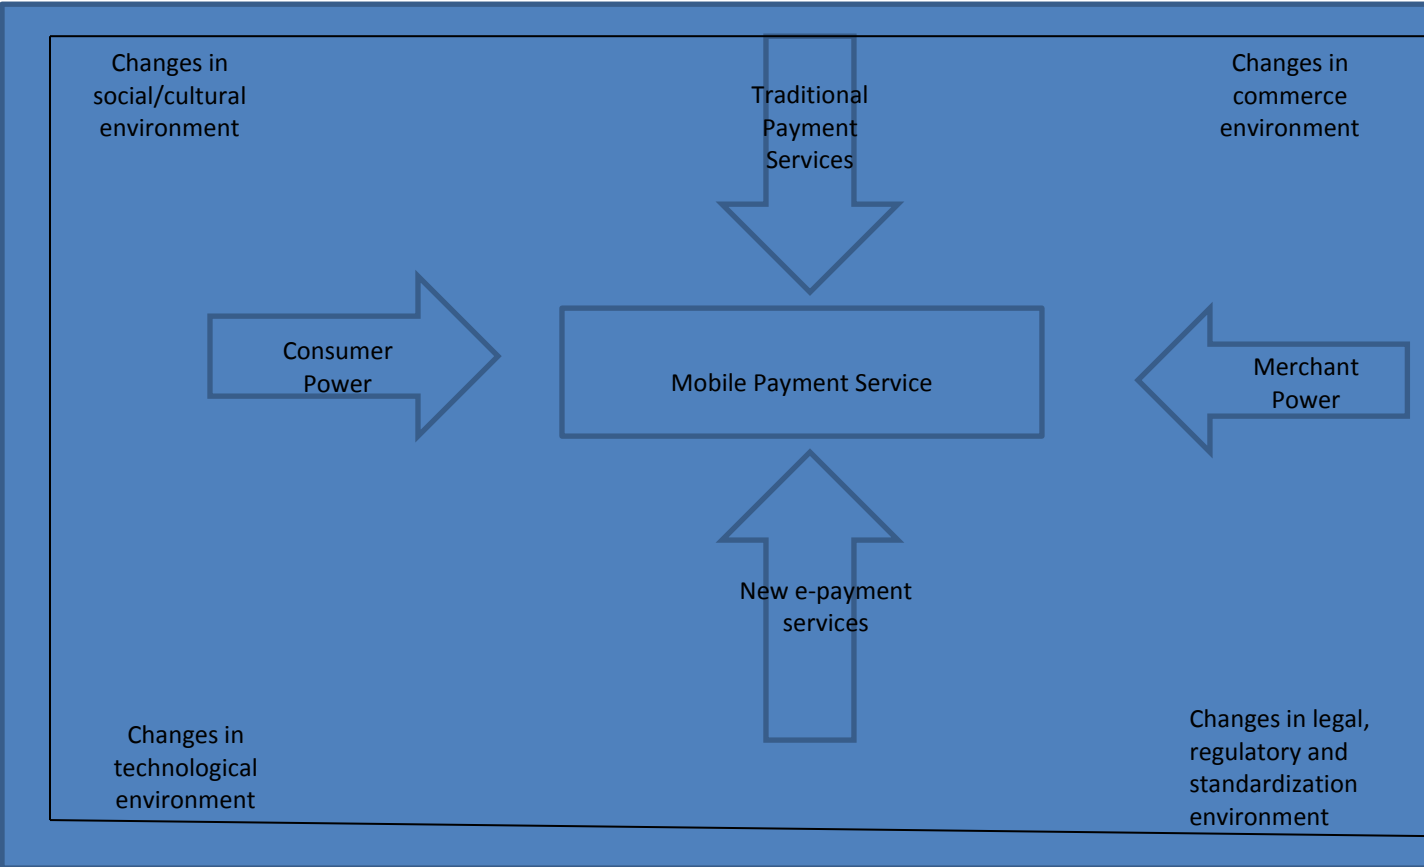 Changes in
social/cultural
environment
Traditional
Payment
Services
Changes in
commerce
environment
Consumer
Power
Mobile Payment Service
Merchant
Power
New e-payment
services
Changes in
technological
environment
Changes in legal,
regulatory and
standardization
environment